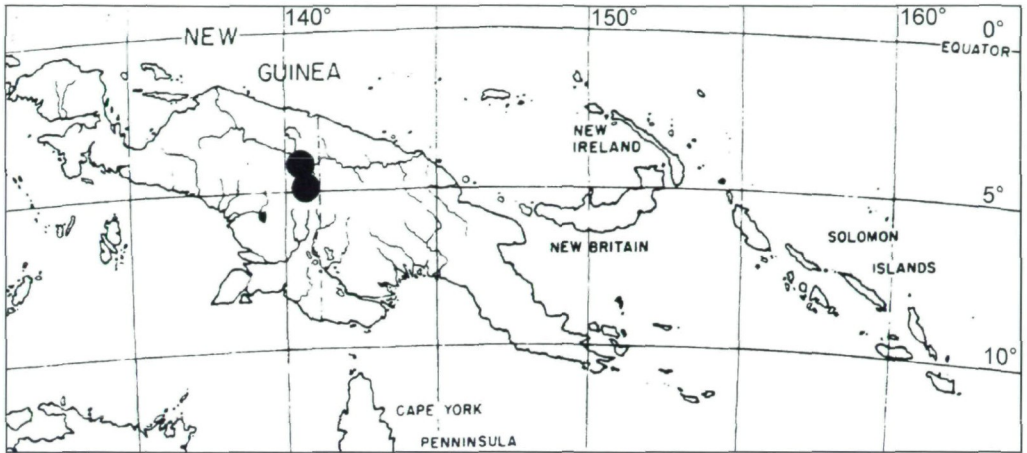 140°
150°
160°
0°
EQUATOR
NEW
GUINEA
NEW
IRELAND
5°
NEW BRITAIN
SOLOMON
ISLANDS
10°
CAPE YORK
PENNINSULA